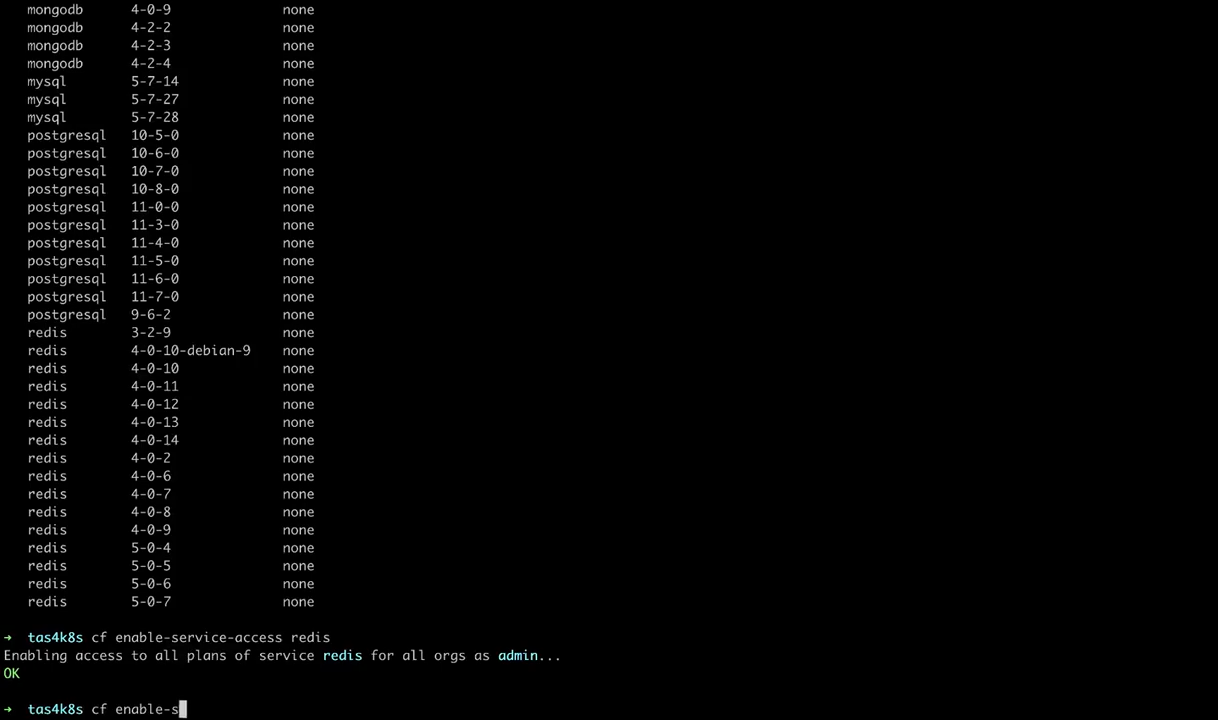 mongodb 4-0-9 none
mongodb 4-2-2 none
mongodb 4-2-3 none
mongodb 4-2-4 none
mysql 5-7-14 none
mysql 5-7-27 none
mysql 5-7-28 none
postgresql 10-5-0 none
postgresql 10-6-0 none
postgresql 10-7-0 none
postgresql 10-8-0 none
postgresql 11-0-0 none
postgresql 11-3-0 none
postgresql 11-4-0 none
postgresql 11-5-0 none
postgresql 11-6-0 none
postgresql 11-7-0 none
postgresql 9-6-2 none
redis 3-2-9 none
redis 4-0-10-debian-9 none
redis 4-0-10 none
redis 4-0-11 none
redis 4-0-12 none
redis 4-0-13 none
redis 4-0-14 none
redis 4-0-2 none
redis 4-0-6 none
redis 4-0-7 none
redis 4-0-8 none
redis 4-0-9 none
redis 5-0-4 none
redis 5-0-5 none
redis 5-0-6 none
redis 5-0-7 none
→ tas4k8s cf enable-service-access redis
Enabling access to all plans of service redis for all orgs as admin...
OK
→ tas4k8s cf enable-s